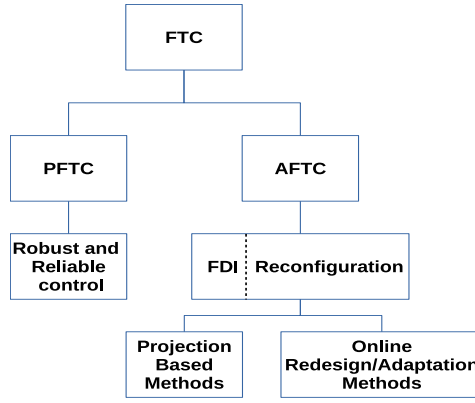 FTC
PFTC
AFTC
Robust and
Reliable
control
FDI
Reconfiguration
Projection
Based
Methods
Online
Redesign/Adaptation
Methods